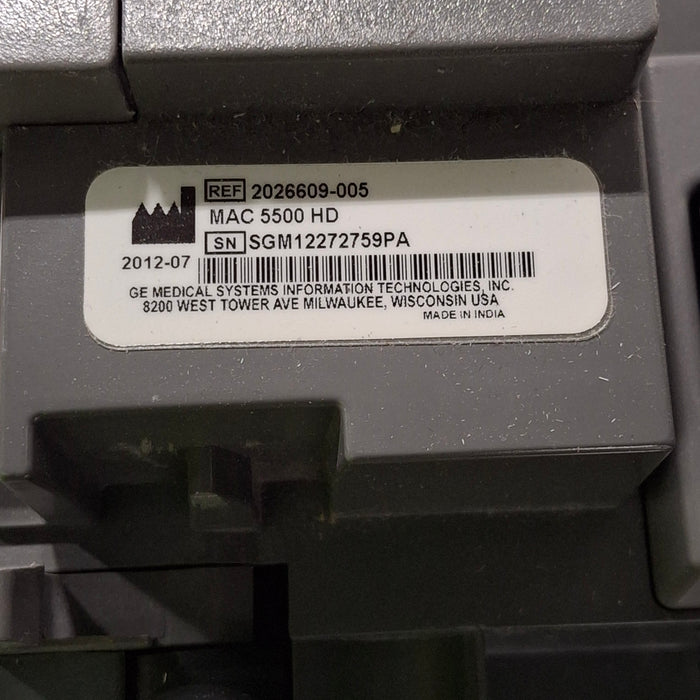 REF 2026609-005
MAC 5500 HD
SN SGM12272759PA
2012-07
GE MEDICAL SYSTEMS INFORMATION TECHNOLOGIES, INC.
8200 WEST TOWER AVE MILWAUKEE, WISCONSIN USA
MADE IN INDIA